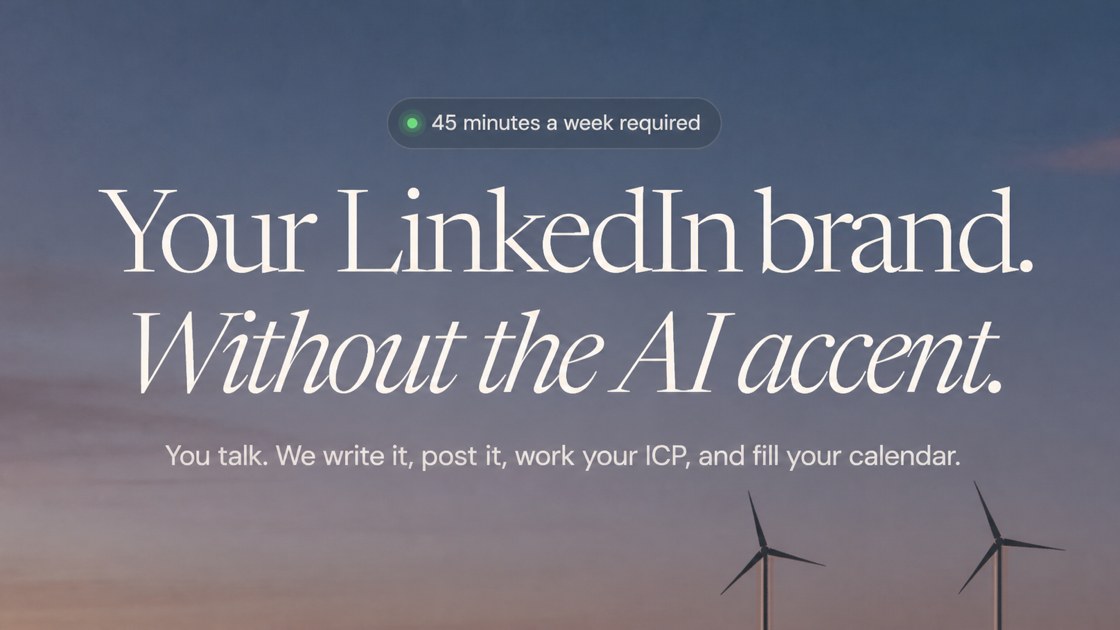 45 minutes a week required
Your LinkedIn brand.
Without the AI accent.
You talk. We write it, post it, work your ICP, and fill your calendar.